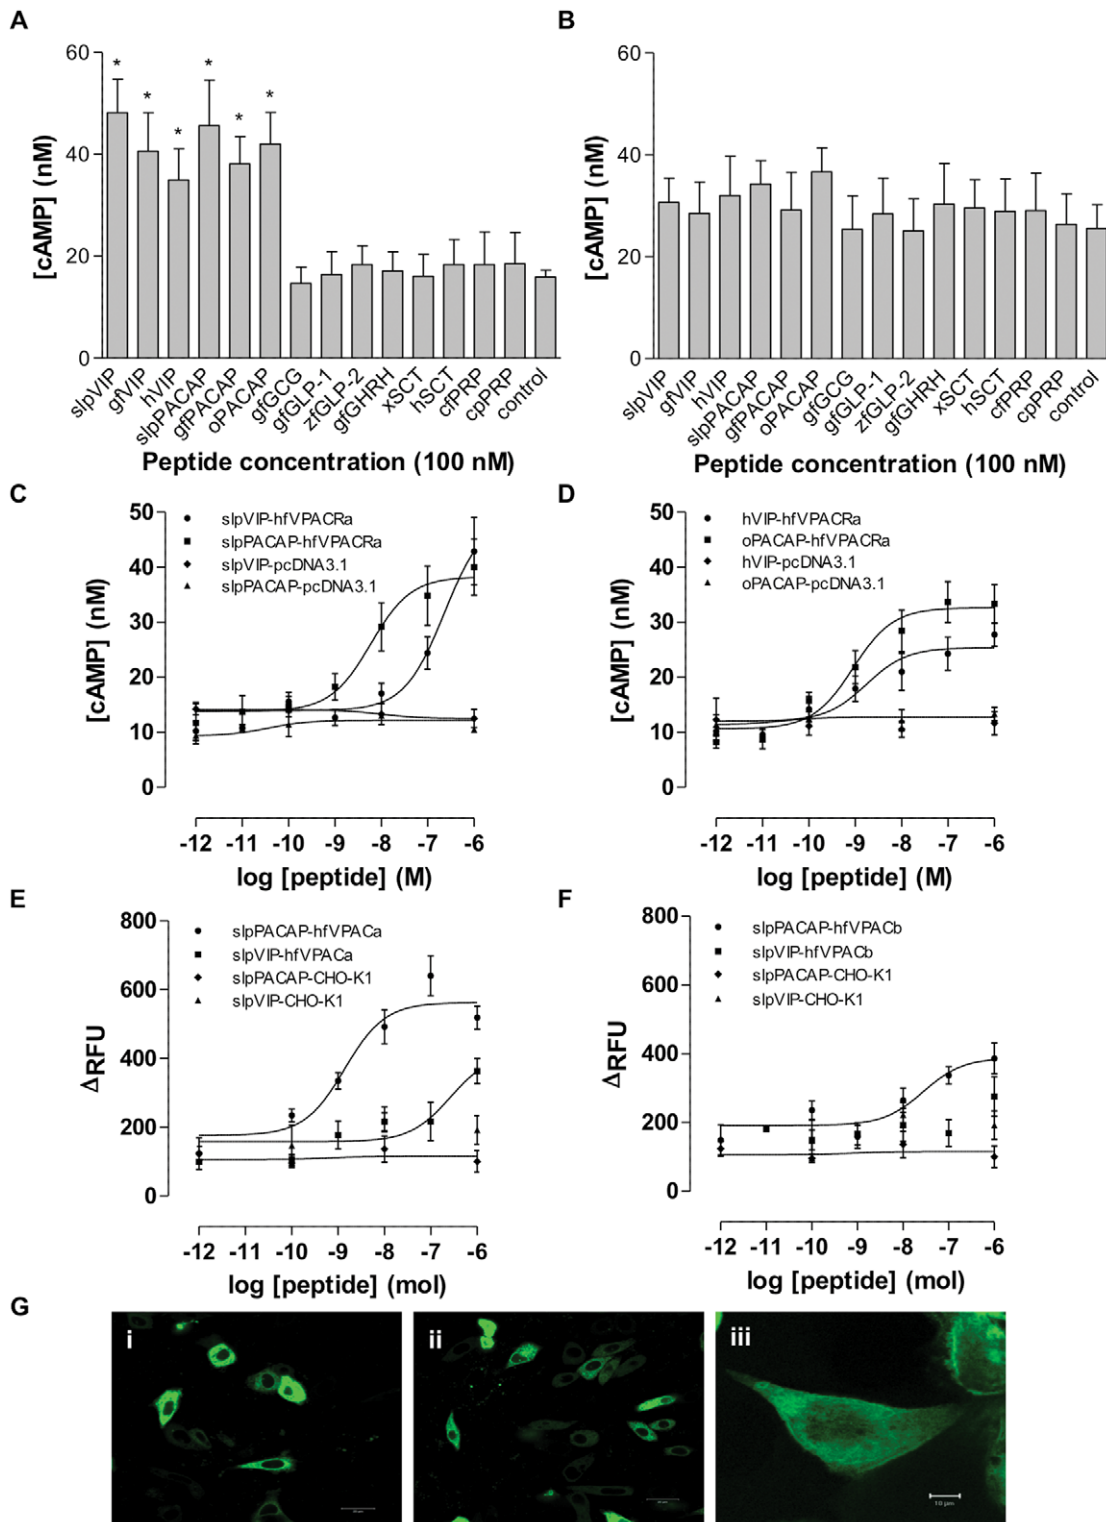 A
60
40
20
0
[cAMP] (nM)
*
*
*
*
*
*
slpVIP
gfVIP
hVIP
slpPACAP
gfPACAP
oPACAP
gfGCG
gfGLP-1
zfGLP-2
gfGHRH
xSCT
hSCT
cfPRP
cpPRP
control
Peptide concentration (100 nM)
B
60
40
20
0
[cAMP] (nM)
slpVIP
gfVIP
hVIP
slpPACAP
gfPACAP
oPACAP
gfGCG
gfGLP-1
zfGLP-2
gfGHRH
xSCT
hSCT
cfPRP
cpPRP
control
Peptide concentration (100 nM)
C
50
40
30
20
10
0
[cAMP] (nM)
slpVIP-hfVPACRa
slpPACAP-hfVPACRa
slpVIP-pcDNA3.1
slpPACAP-pcDNA3.1
-12 -11 -10 -9 -8 -7 -6
log [peptide] (M)
D
50
40
30
20
10
0
[cAMP] (nM)
hVIP-hfVPACRa
oPACAP-hfVPACRa
hVIP-pcDNA3.1
oPACAP-pcDNA3.1
-12 -11 -10 -9 -8 -7 -6
log [peptide] (M)
E
800
600
400
200
0
ΔRFU
slpPACAP-hfVPACa
slpVIP-hfVPACa
slpPACAP-CHO-K1
slpVIP-CHO-K1
-12 -11 -10 -9 -8 -7 -6
log [peptide] (mol)
F
800
600
400
200
0
ΔRFU
slpPACAP-hfVPACb
slpVIP-hfVPACb
slpPACAP-CHO-K1
slpVIP-CHO-K1
-12 -11 -10 -9 -8 -7 -6
log [peptide] (mol)
G
i
ii
iii
10 µm